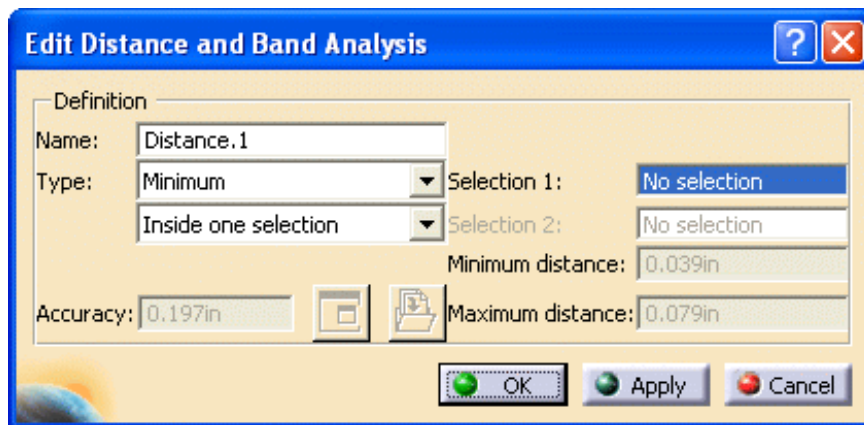 Edit Distance and Band Analysis
Definition
Name: Distance.1
Type: Minimum Selection 1: No selection
Inside one selection Selection 2: No selection
Minimum distance: 0.039in
Accuracy: 0.197in Maximum distance: 0.079in
OK Apply Cancel